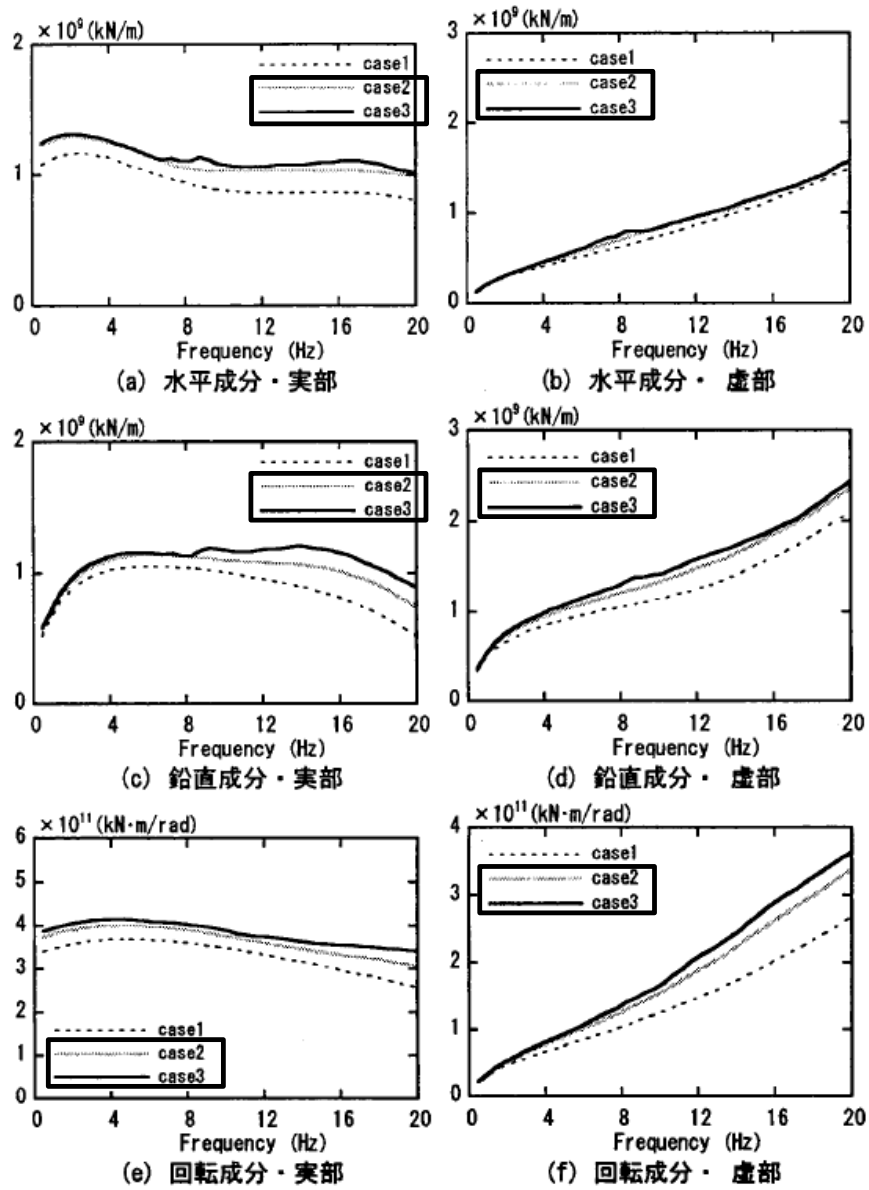 ×10⁹(kN/m)
2
1
0
case1
case2
case3
0 4 8 12 16 20
Frequency (Hz)
(a) 水平成分・実部
×10⁹(kN/m)
3
2
1
0
case1
case2
case3
0 4 8 12 16 20
Frequency (Hz)
(b) 水平成分・ 虚部
×10⁹(kN/m)
2
1
0
case1
case2
case3
0 4 8 12 16 20
Frequency (Hz)
(c) 鉛直成分・実部
×10⁹(kN/m)
3
2
1
0
case1
case2
case3
0 4 8 12 16 20
Frequency (Hz)
(d) 鉛直成分・ 虚部
×10¹¹(kN·m/rad)
6
5
4
3
2
1
0
case1
case2
case3
0 4 8 12 16 20
Frequency (Hz)
(e) 回転成分・実部
×10¹¹(kN·m/rad)
4
3
2
1
0
case1
case2
case3
0 4 8 12 16 20
Frequency (Hz)
(f) 回転成分・ 虚部